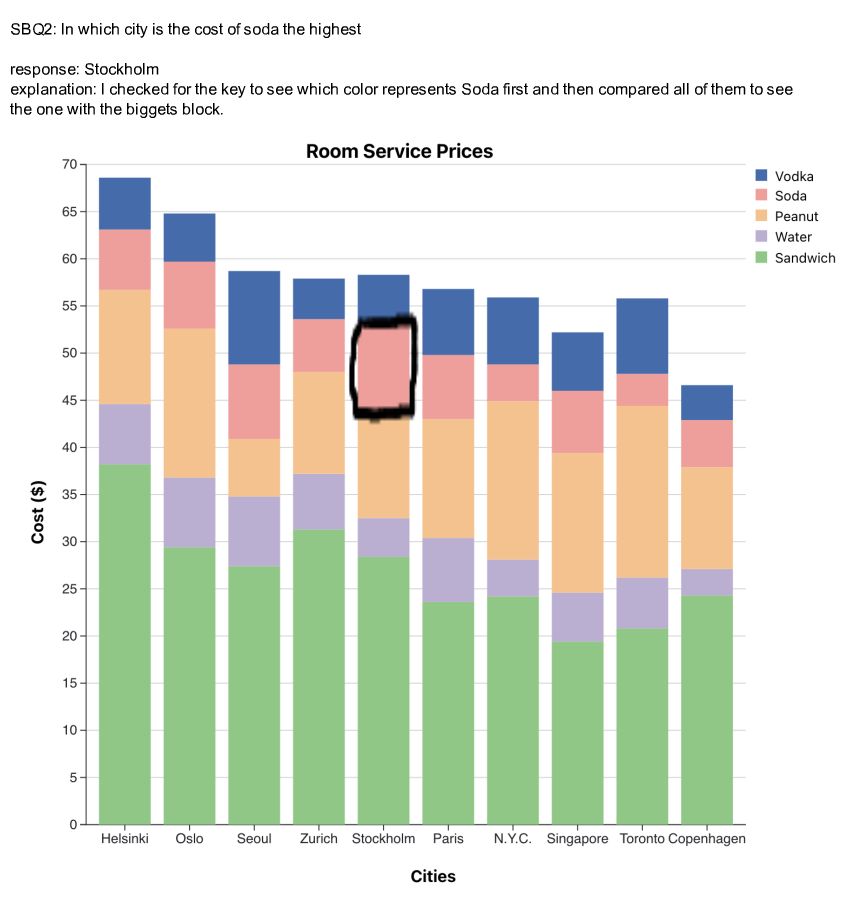 SBQ2: In which city is the cost of soda the highest
response: Stockholm
explanation: I checked for the key to see which color represents Soda first and then compared all of them to see
the one with the biggets block.
Room Service Prices
70
65
60
55
50
45
40
35
30
25
20
15
10
5
0
Cost ($)
Vodka
Soda
Peanut
Water
Sandwich
Helsinki Oslo Seoul Zurich Stockholm Paris N.Y.C. Singapore Toronto Copenhagen
Cities